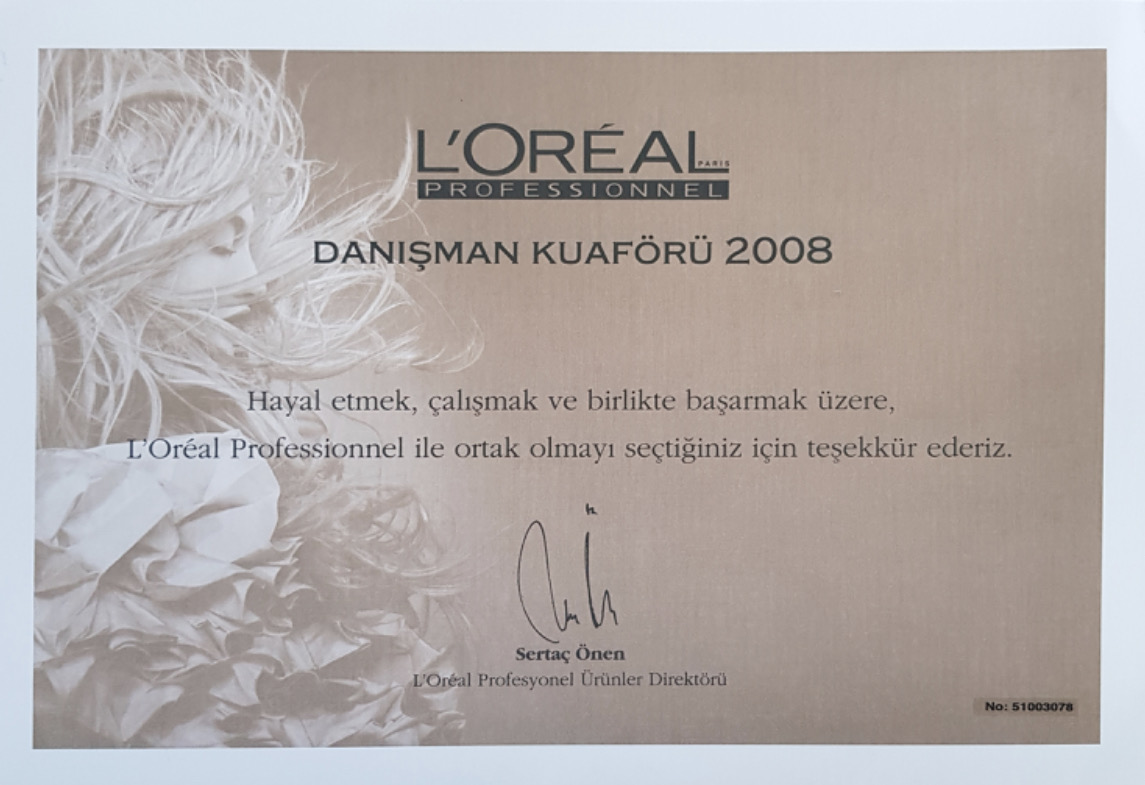 L'ORÉAL
PARIS
PROFESSIONNEL
DANIŞMAN KUAFÖRÜ 2008
Hayal etmek, çalışmak ve birlikte başarmak üzere,
L'Oréal Professionnel ile ortak olmayı seçtiğiniz için teşekkür ederiz.
Sertaç Önen
L'Oréal Profesyonel Ürünler Direktörü
No: 51003078